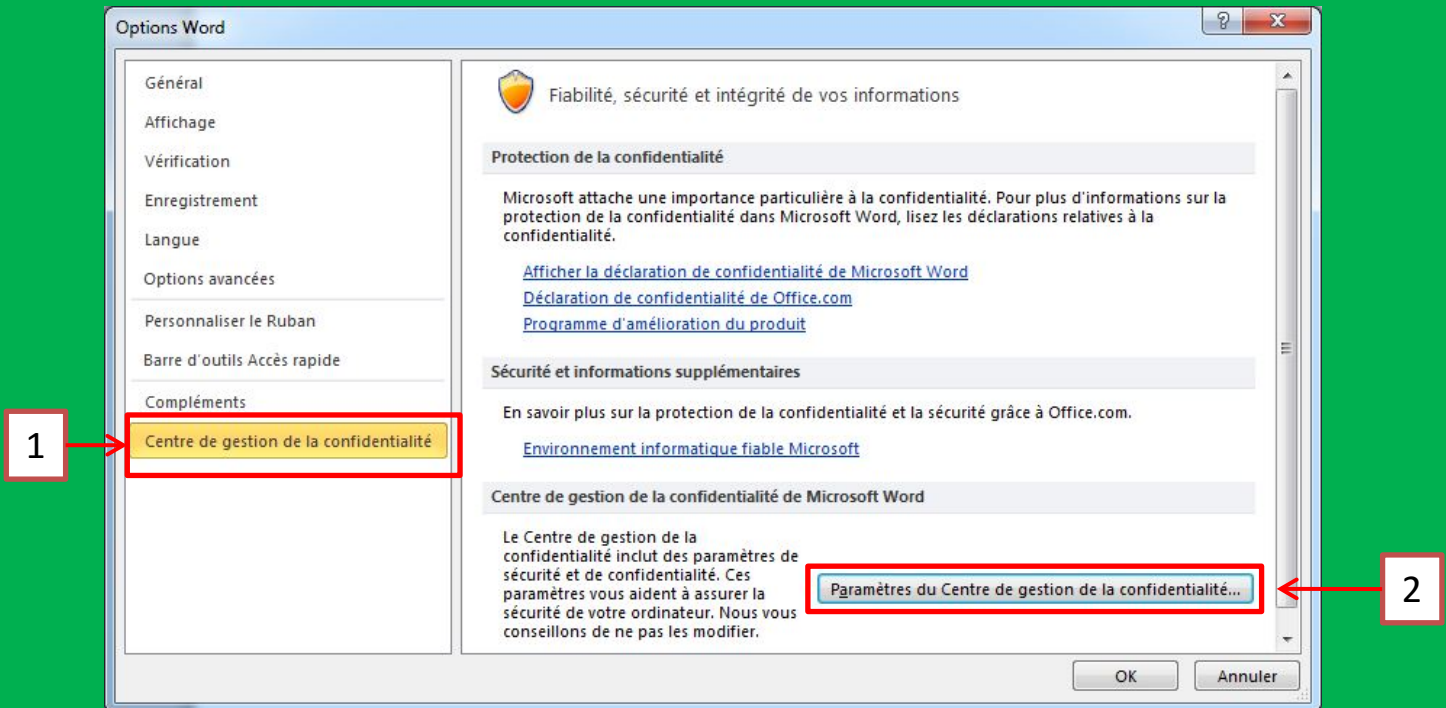 Options Word
Général
Affichage
Vérification
Enregistrement
Langue
Options avancées
Personnaliser le Ruban
Barre d'outils Accès rapide
Compléments
1
Centre de gestion de la confidentialité
Fiabilité, sécurité et intégrité de vos informations
Protection de la confidentialité
Microsoft attache une importance particulière à la confidentialité. Pour plus d'informations sur la
protection de la confidentialité dans Microsoft Word, lisez les déclarations relatives à la
confidentialité.
Afficher la déclaration de confidentialité de Microsoft Word
Déclaration de confidentialité de Office.com
Programme d'amélioration du produit
Sécurité et informations supplémentaires
En savoir plus sur la protection de la confidentialité et la sécurité grâce à Office.com.
Environnement informatique fiable Microsoft
Centre de gestion de la confidentialité de Microsoft Word
Le Centre de gestion de la
confidentialité inclut des paramètres de
sécurité et de confidentialité. Ces
paramètres vous aident à assurer la
sécurité de votre ordinateur. Nous vous
conseillons de ne pas les modifier.
Paramètres du Centre de gestion de la confidentialité...
2
OK
Annuler